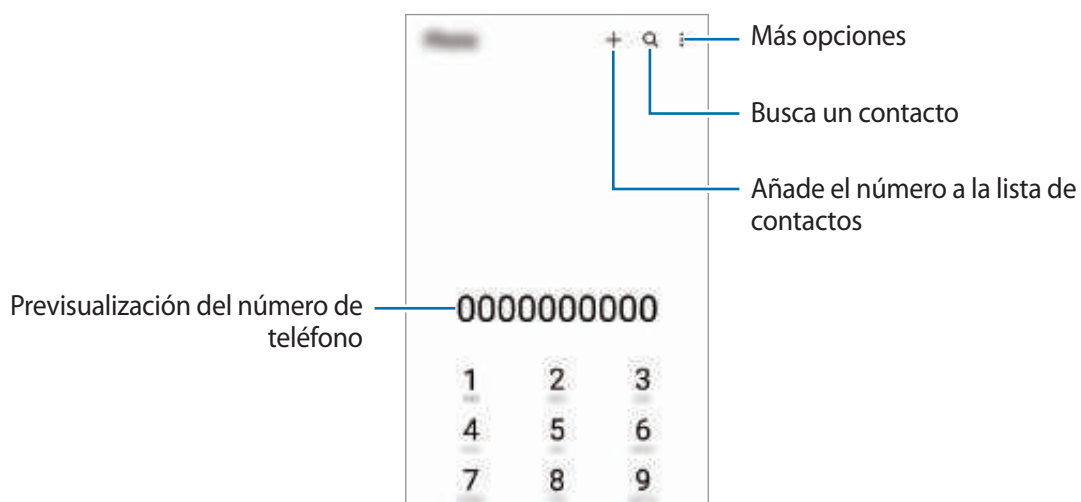 Más opciones
Busca un contacto
Añade el número a la lista de
contactos
Previsualización del número de
teléfono
0000000000
1 2 3
4 5 6
7 8 9